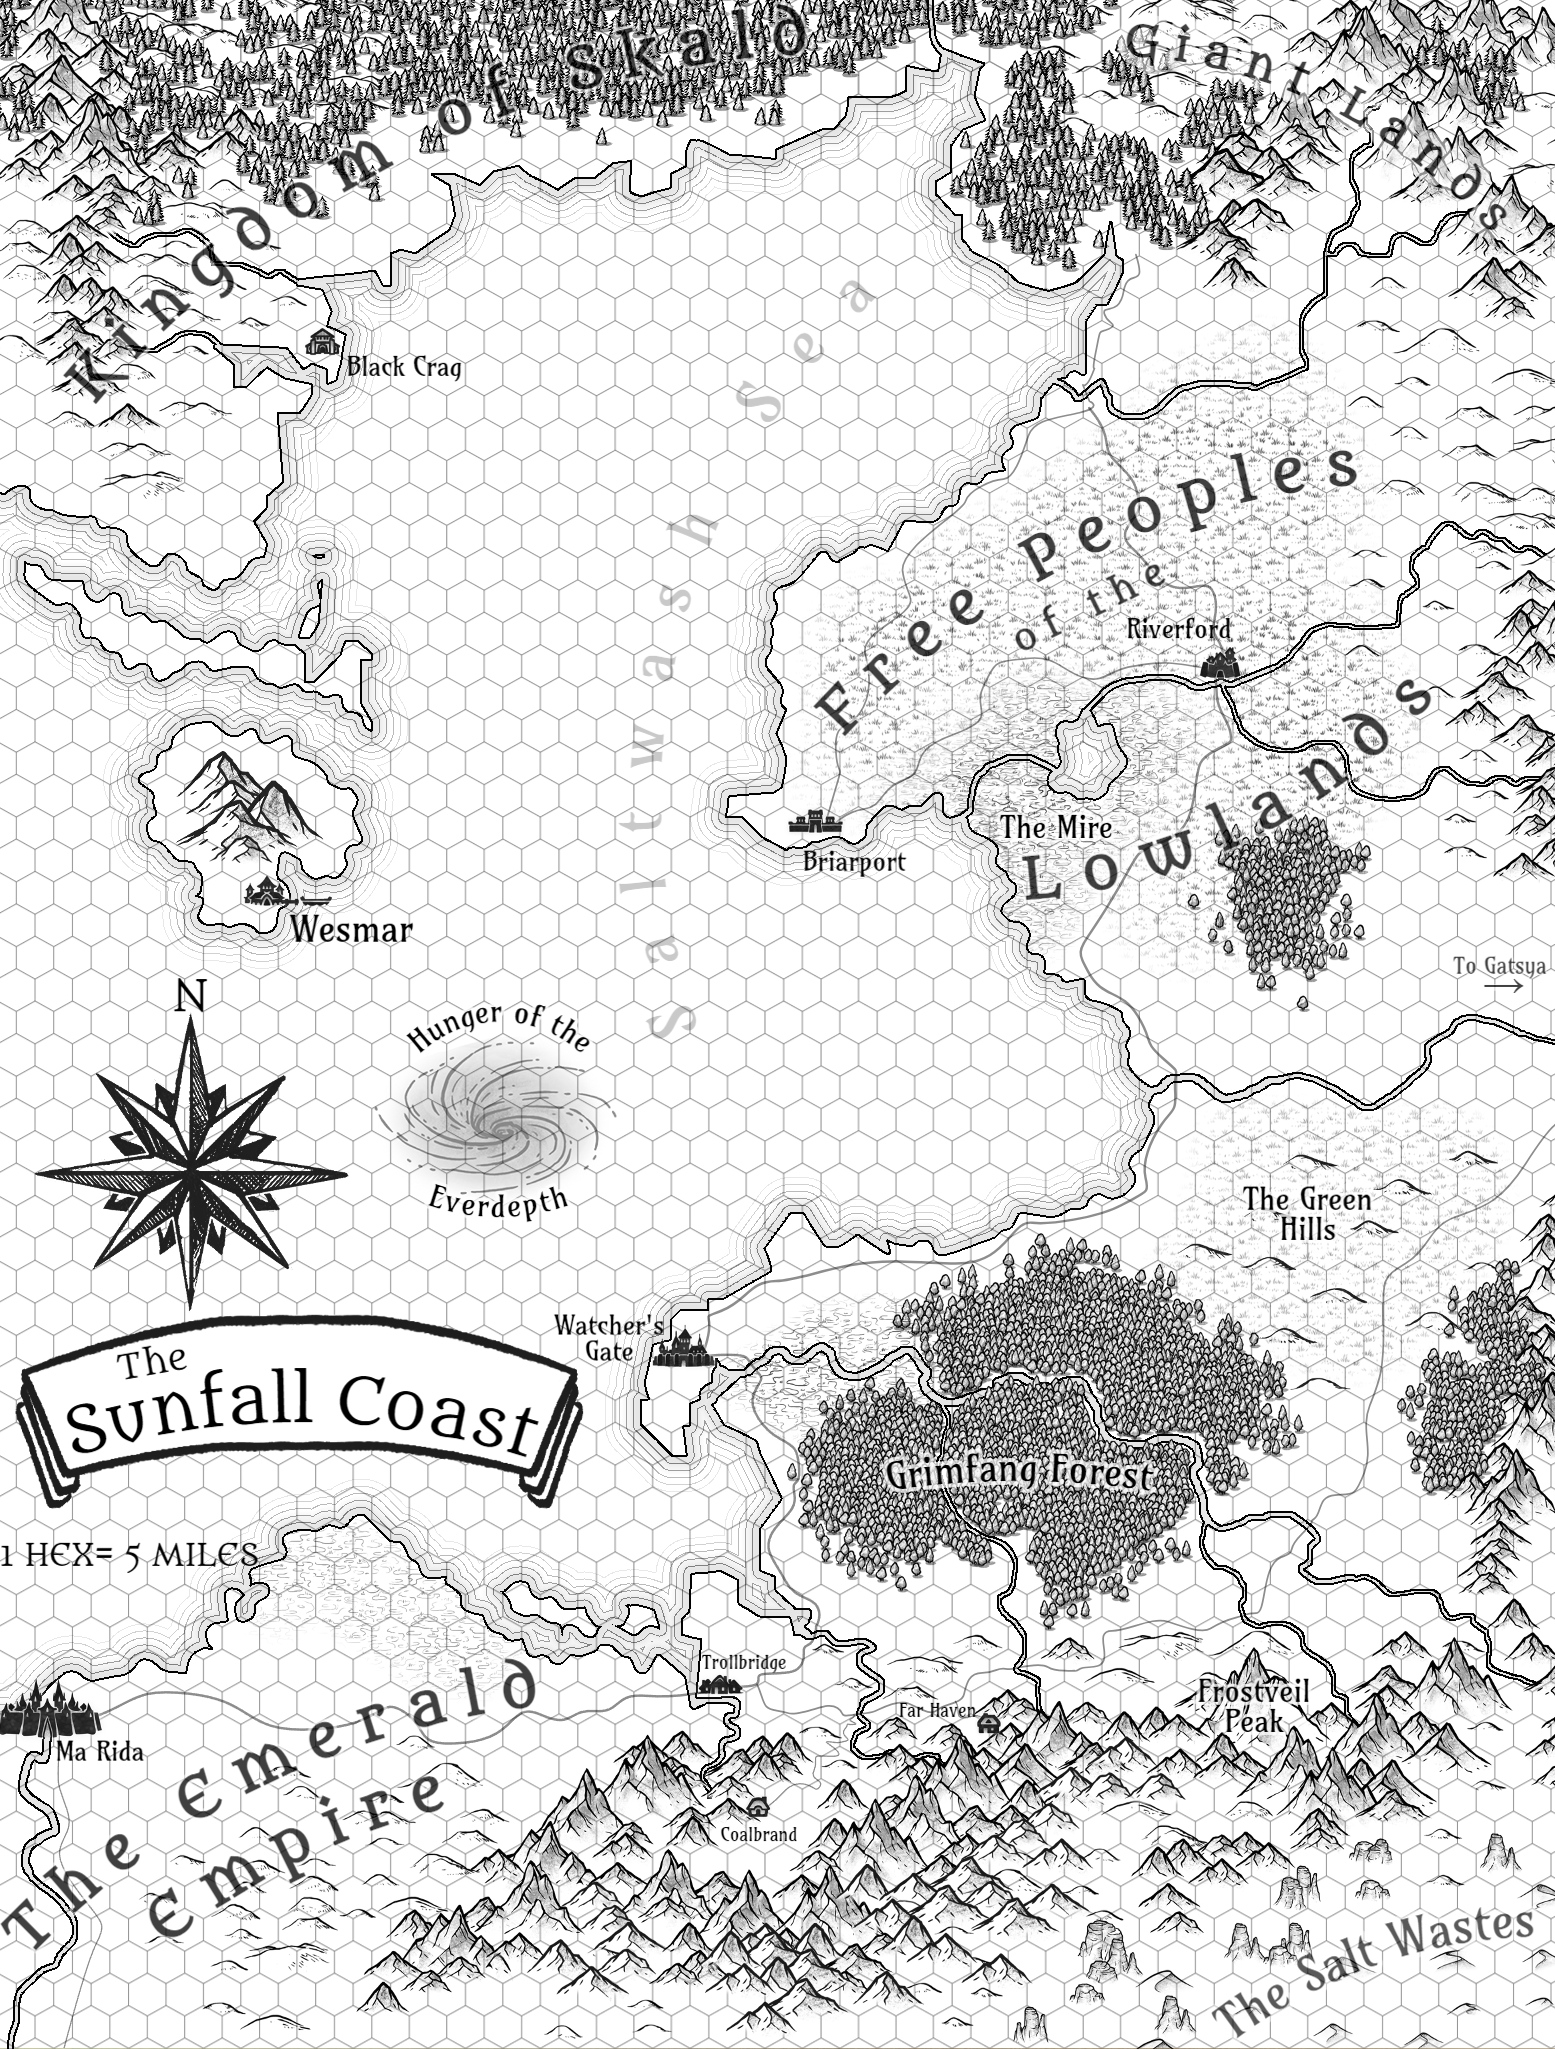 Kingdom of Skald
Giant Lands
Black Crag
Saltwash Sea
Free Peoples
of the
Lowlands
Riverford
The Mire
Briarport
Wesmar
To Gatsya
N
Hunger of the
Everdepth
The Green
Hills
Watcher's
Gate
The
Sunfall Coast
Grimfang Forest
1 HEX= 5 MILES
Trollbridge
Far Haven
Frostveil
Peak
Ma Rida
The Emerald
Empire
Coalbrand
The Salt Wastes